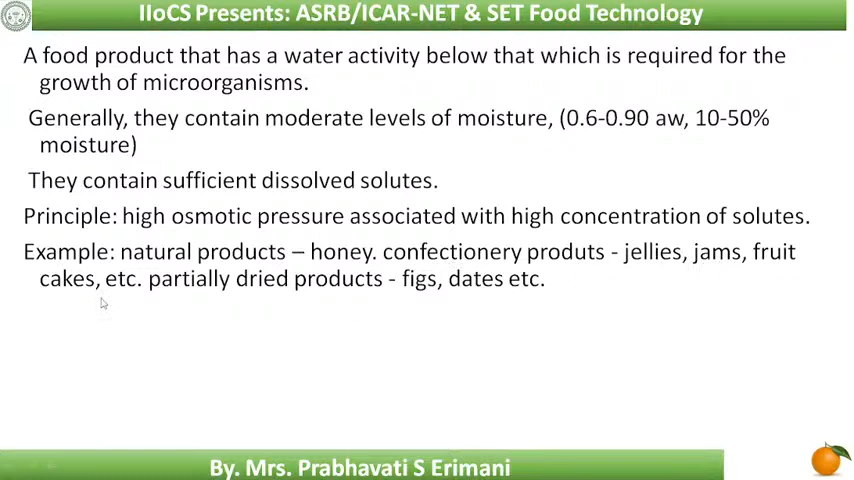 IIoCS Presents: ASRB/ICAR-NET & SET Food Technology
A food product that has a water activity below that which is required for the
growth of microorganisms.
Generally, they contain moderate levels of moisture, (0.6-0.90 aw, 10-50%
moisture)
They contain sufficient dissolved solutes.
Principle: high osmotic pressure associated with high concentration of solutes.
Example: natural products – honey. confectionery produts - jellies, jams, fruit
cakes, etc. partially dried products - figs, dates etc.
By. Mrs. Prabhavati S Erimani